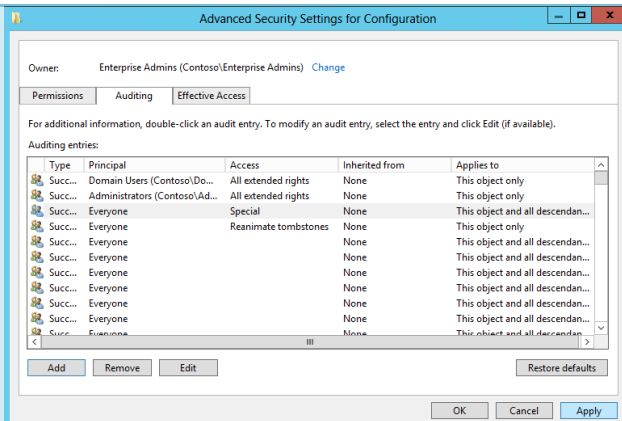 Advanced Security Settings for Configuration
Owner: Enterprise Admins (Contoso\Enterprise Admins) Change
Permissions Auditing Effective Access
For additional information, double-click an audit entry. To modify an audit entry, select the entry and click Edit (if available).
Auditing entries:
Type Principal Access Inherited from Applies to
Succ... Domain Users (Contoso\Do... All extended rights None This object only
Succ... Administrators (Contoso\Ad... All extended rights None This object only
Succ... Everyone Special None This object and all descendan...
Succ... Everyone Reanimate tombstones None This object only
Succ... Everyone None This object and all descendan...
Succ... Everyone None This object and all descendan...
Succ... Everyone None This object and all descendan...
Succ... Everyone None This object and all descendan...
Succ... Everyone None This object and all descendan...
Succ... Everyone None This object and all descendan...
Add Remove Edit Restore defaults
OK Cancel Apply